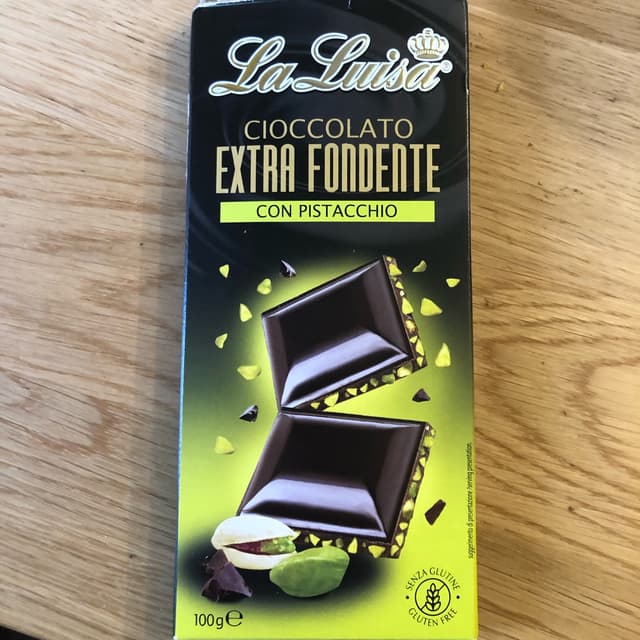 La Luisa®
CIOCCOLATO
EXTRA FONDENTE
CON PISTACCHIO
suggerimento di presentazione /serving presentation.
SENZA GLUTINE
GLUTEN FREE
100g℮